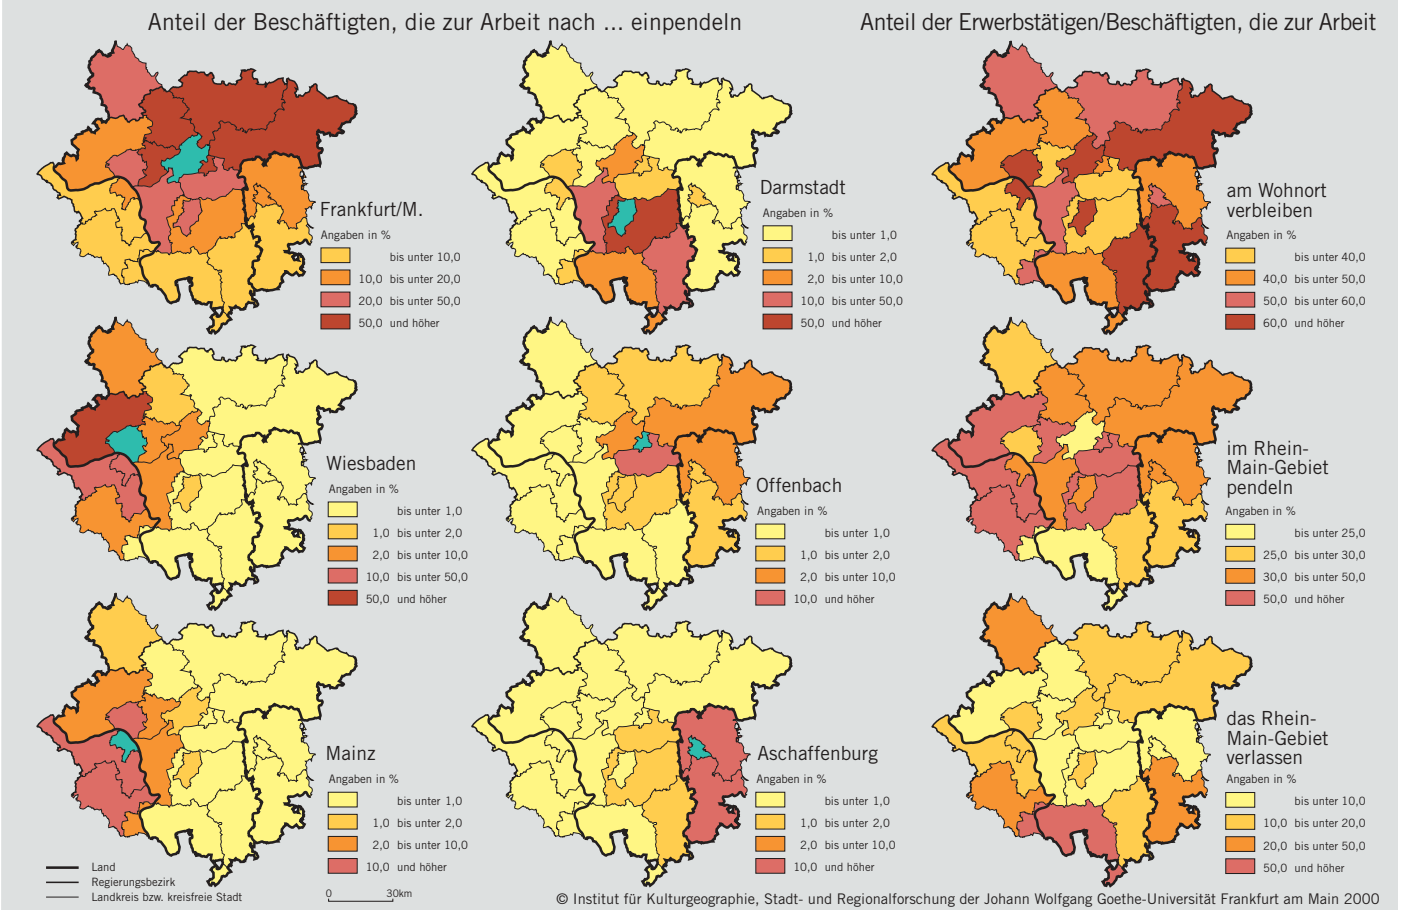 Anteil der Beschäftigten, die zur Arbeit nach ... einpendeln
Anteil der Erwerbstätigen/Beschäftigten, die zur Arbeit
Frankfurt/M.
Angaben in %
bis unter 10,0
10,0 bis unter 20,0
20,0 bis unter 50,0
50,0 und höher
Darmstadt
Angaben in %
bis unter 1,0
1,0 bis unter 2,0
2,0 bis unter 10,0
10,0 bis unter 50,0
50,0 und höher
am Wohnort
verbleiben
Angaben in %
bis unter 40,0
40,0 bis unter 50,0
50,0 bis unter 60,0
60,0 und höher
Wiesbaden
Angaben in %
bis unter 1,0
1,0 bis unter 2,0
2,0 bis unter 10,0
10,0 bis unter 50,0
50,0 und höher
Offenbach
Angaben in %
bis unter 1,0
1,0 bis unter 2,0
2,0 bis unter 10,0
10,0 und höher
im Rhein-
Main-Gebiet
pendeln
Angaben in %
bis unter 25,0
25,0 bis unter 30,0
30,0 bis unter 50,0
50,0 und höher
Mainz
Angaben in %
bis unter 1,0
1,0 bis unter 2,0
2,0 bis unter 10,0
10,0 und höher
Aschaffenburg
Angaben in %
bis unter 1,0
1,0 bis unter 2,0
2,0 bis unter 10,0
10,0 und höher
das Rhein-
Main-Gebiet
verlassen
Angaben in %
bis unter 10,0
10,0 bis unter 20,0
20,0 bis unter 50,0
50,0 und höher
Land
Regierungsbezirk
Landkreis bzw. kreisfreie Stadt
0 30km
© Institut für Kulturgeographie, Stadt- und Regionalforschung der Johann Wolfgang Goethe-Universität Frankfurt am Main 2000